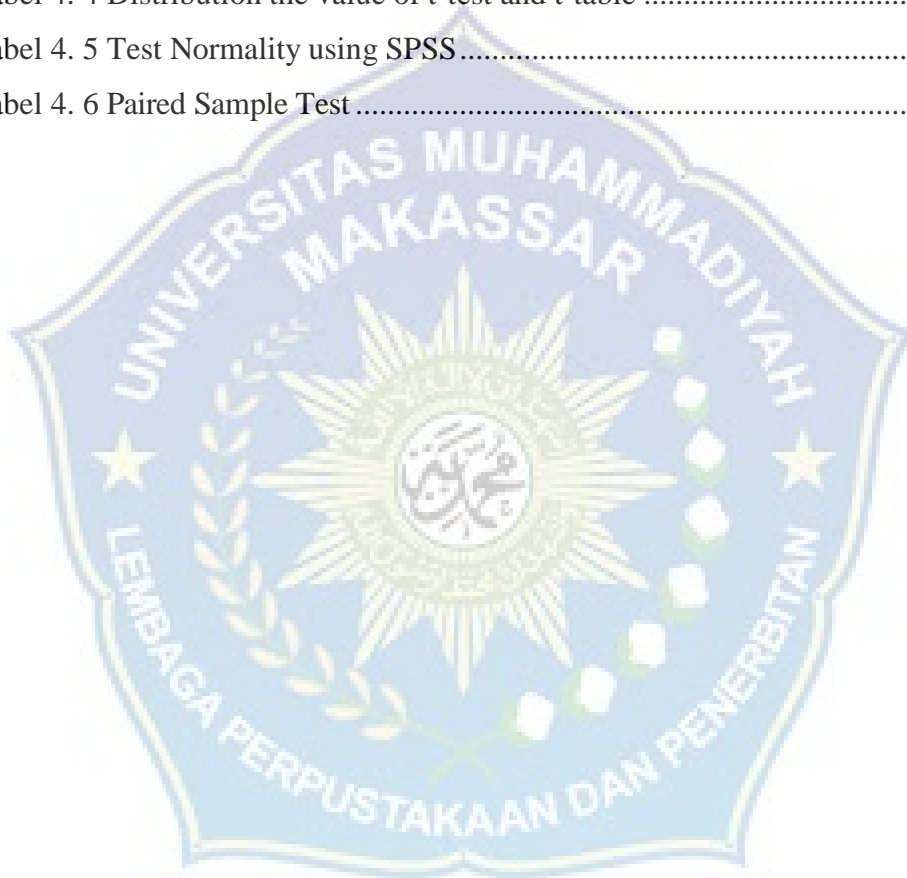 abel 4. 4 Distribution the value of t-test and t-table ................................
abel 4. 5 Test Normality using SPSS........................................................
abel 4. 6 Paired Sample Test .....................................................................
UNIVERSITAS MUHAMMADIYAH
MAKASSAR
محمدية
LEMBAGA PERPUSTAKAAN DAN PENERBITAN